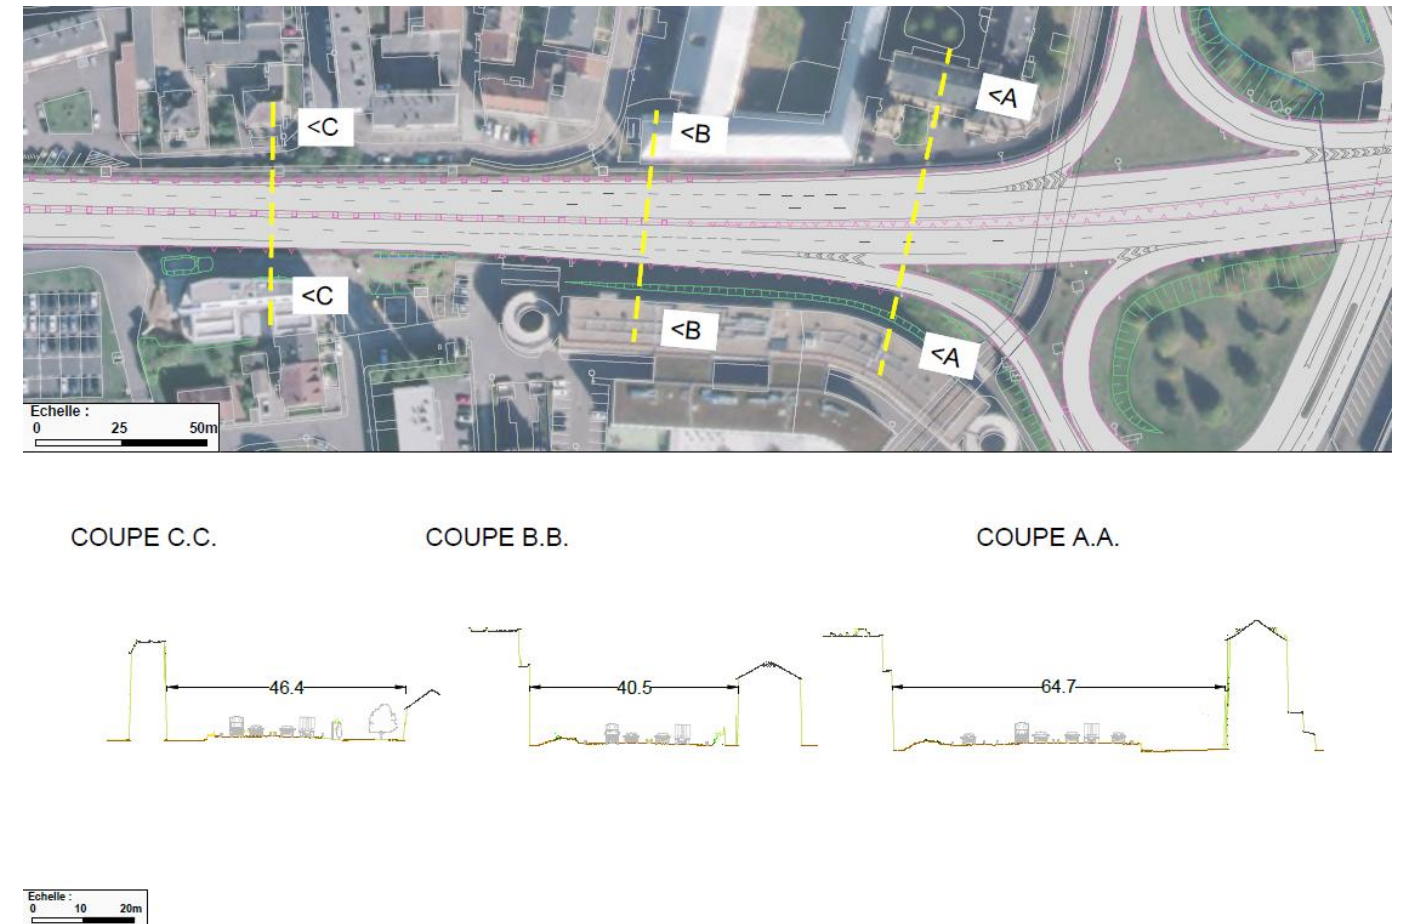 <A
<B
<C
<C
<B
<A
Echelle :
0 25 50m
COUPE C.C. COUPE B.B. COUPE A.A.
46.4 40.5 64.7
Echelle :
0 10 20m